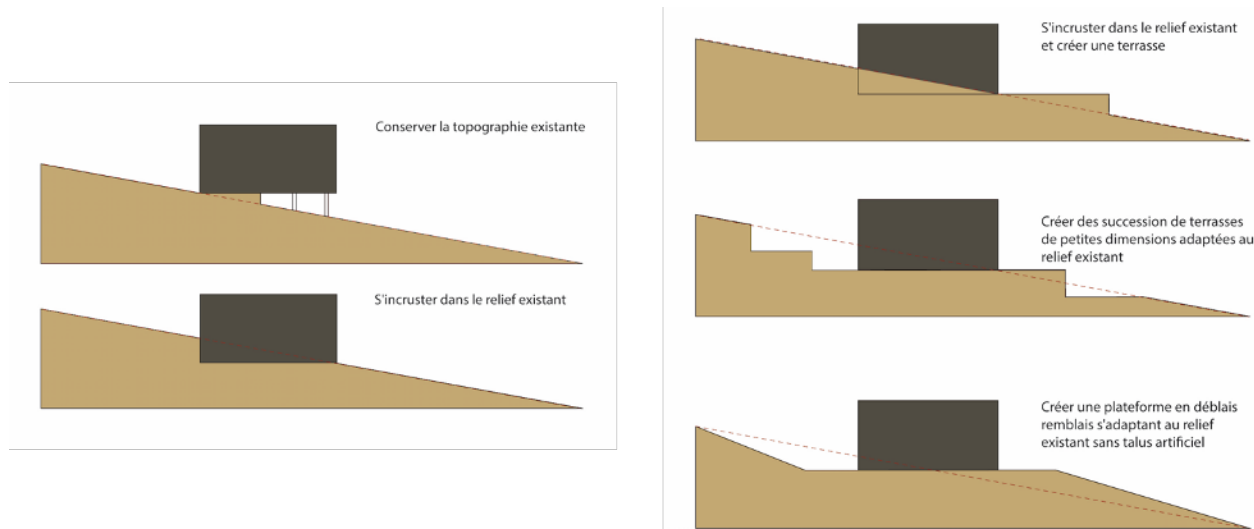 Conserver la topographie existante
S'incruster dans le relief existant
S'incruster dans le relief existant
et créer une terrasse
Créer des succession de terrasses
de petites dimensions adaptées au
relief existant
Créer une plateforme en déblais
remblais s'adaptant au relief
existant sans talus artificiel